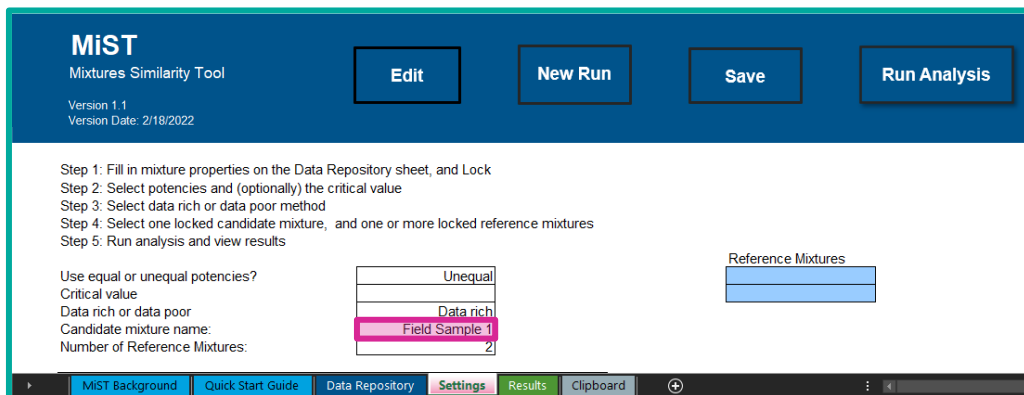 MiST
Mixtures Similarity Tool
Version 1.1
Version Date: 2/18/2022
Edit
New Run
Save
Run Analysis
Step 1: Fill in mixture properties on the Data Repository sheet, and Lock
Step 2: Select potencies and (optionally) the critical value
Step 3: Select data rich or data poor method
Step 4: Select one locked candidate mixture, and one or more locked reference mixtures
Step 5: Run analysis and view results
Reference Mixtures
Use equal or unequal potencies? Unequal
Critical value
Data rich or data poor Data rich
Candidate mixture name: Field Sample 1
Number of Reference Mixtures: 2
MiST Background Quick Start Guide Data Repository Settings Results Clipboard